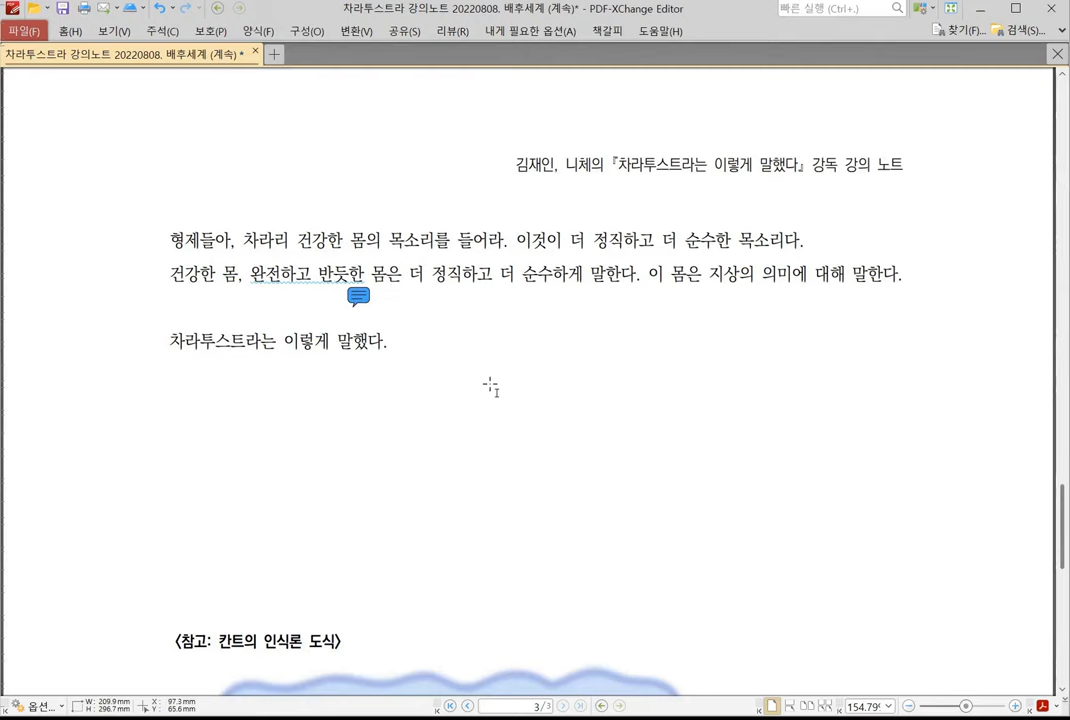 차라투스트라 강의노트 20220808. 배후세계 (계속)* - PDF-XChange Editor
빠른 실행 (Ctrl+.)
파일(F) 홈(H) 보기(V) 주석(C) 보호(P) 양식(F) 구성(O) 변환(V) 공유(S) 리뷰(R) 내게 필요한 옵션(A) 책갈피 도움말(H) 찾기(F)... 검색(S)...
차라투스트라 강의노트 20220808. 배후세계 (계속) *
김재인, 니체의 『차라투스트라는 이렇게 말했다』 강독 강의 노트
형제들아, 차라리 건강한 몸의 목소리를 들어라. 이것이 더 정직하고 더 순수한 목소리다.
건강한 몸, 완전하고 반듯한 몸은 더 정직하고 더 순수하게 말한다. 이 몸은 지상의 의미에 대해 말한다.
차라투스트라는 이렇게 말했다.
〈참고: 칸트의 인식론 도식〉
옵션... W: 209.9mm X: 97.3mm 3/3 154.79%
H: 296.7mm Y: 65.6mm